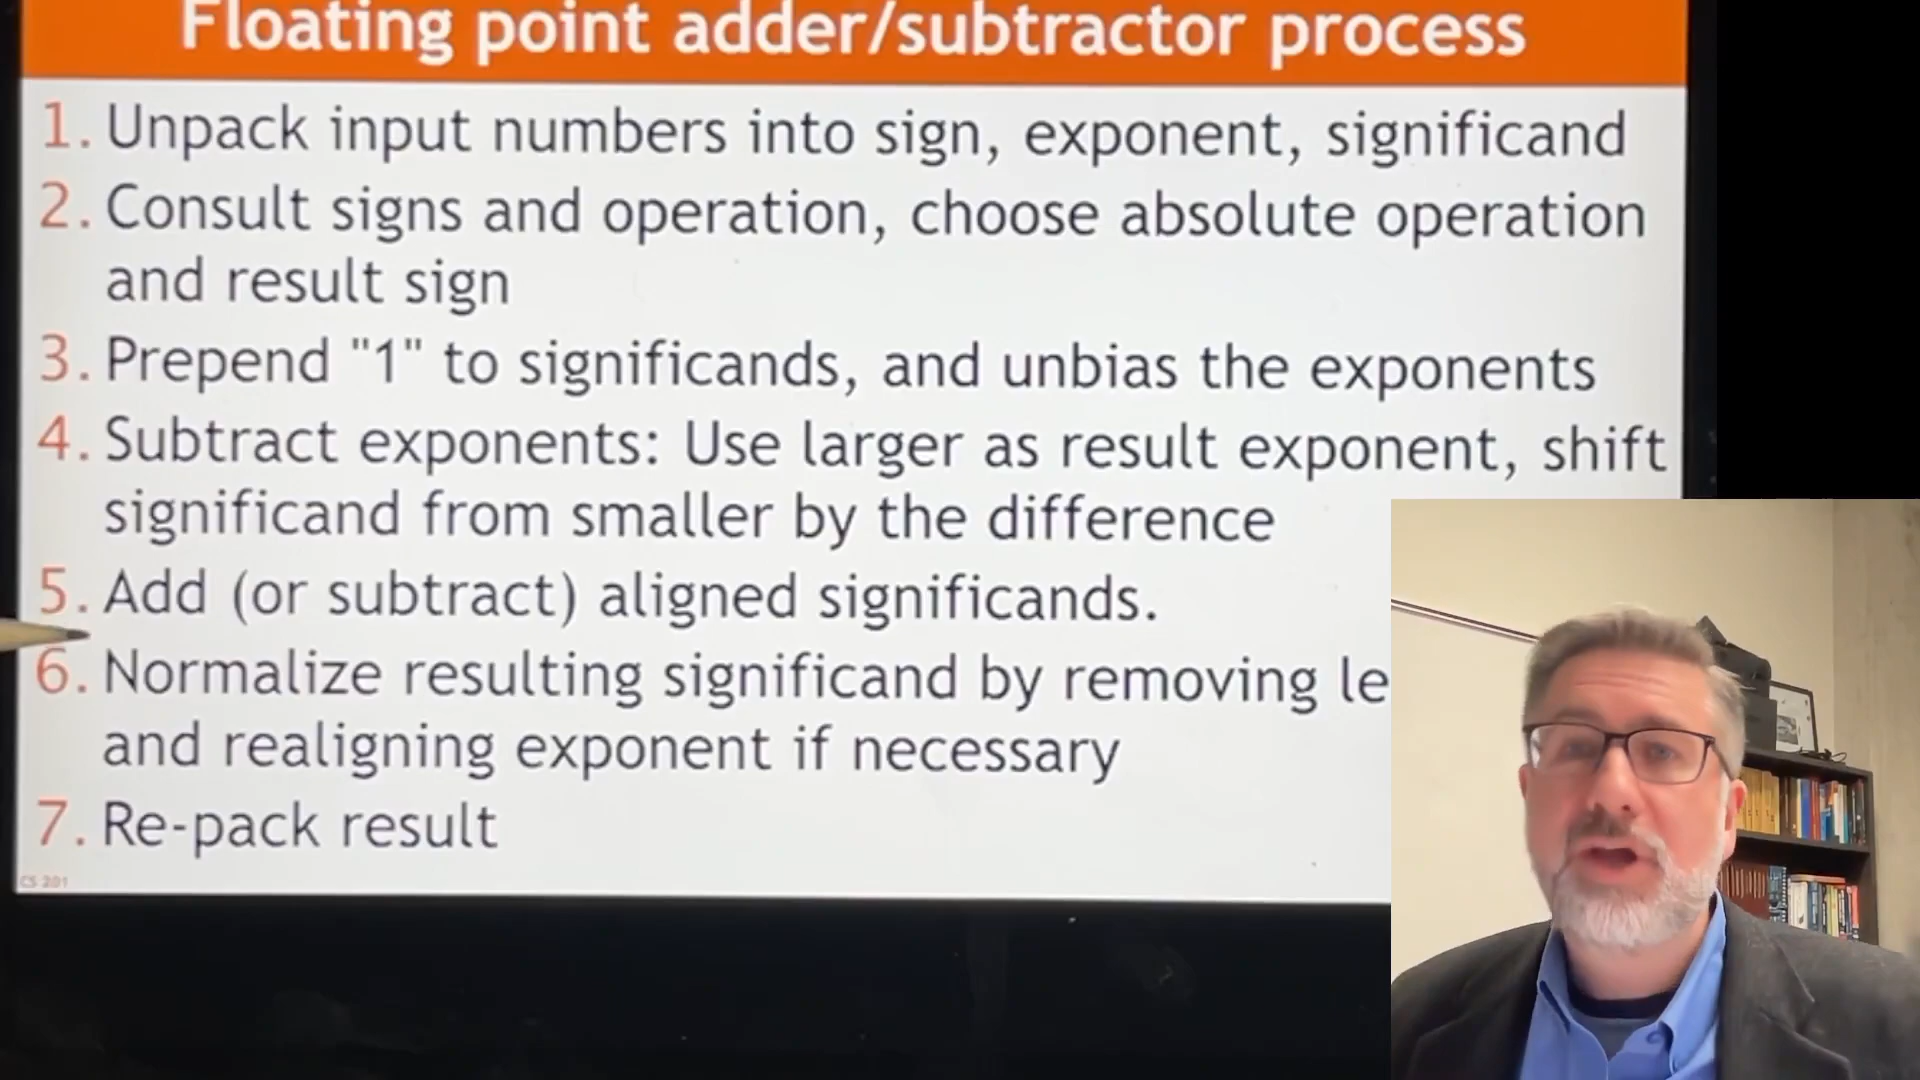 Floating point adder/subtractor process
1. Unpack input numbers into sign, exponent, significand
2. Consult signs and operation, choose absolute operation
and result sign
3. Prepend "1" to significands, and unbias the exponents
4. Subtract exponents: Use larger as result exponent, shift
significand from smaller by the difference
5. Add (or subtract) aligned significands.
6. Normalize resulting significand by removing le
and realigning exponent if necessary
7. Re-pack result
CS 201